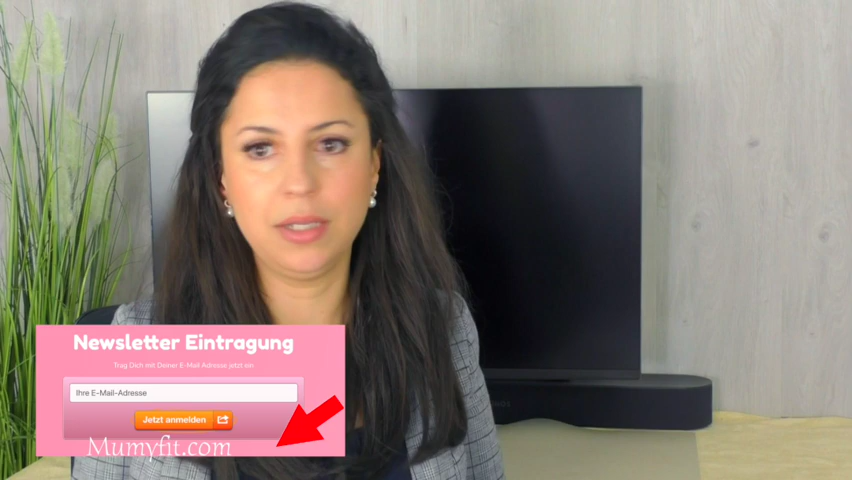 Newsletter Eintragung
Trag Dich mit Deiner E-Mail Adresse jetzt ein
Ihre E-Mail-Adresse
Jetzt anmelden
Mumyfit.com